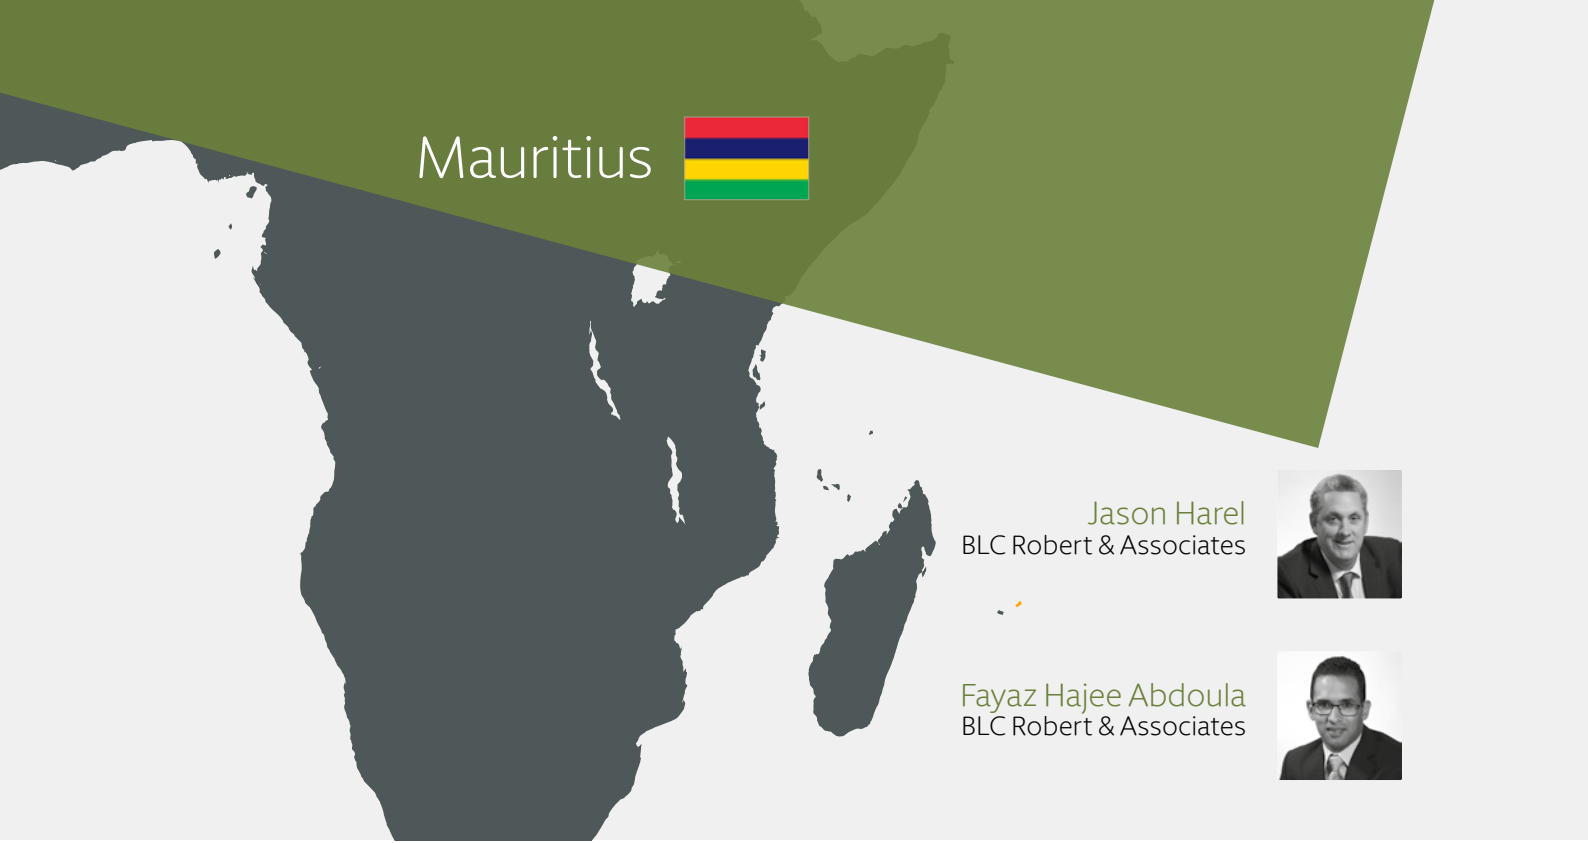 Mauritius
Jason Harel
BLC Robert & Associates
Fayaz Hajee Abdoula
BLC Robert & Associates